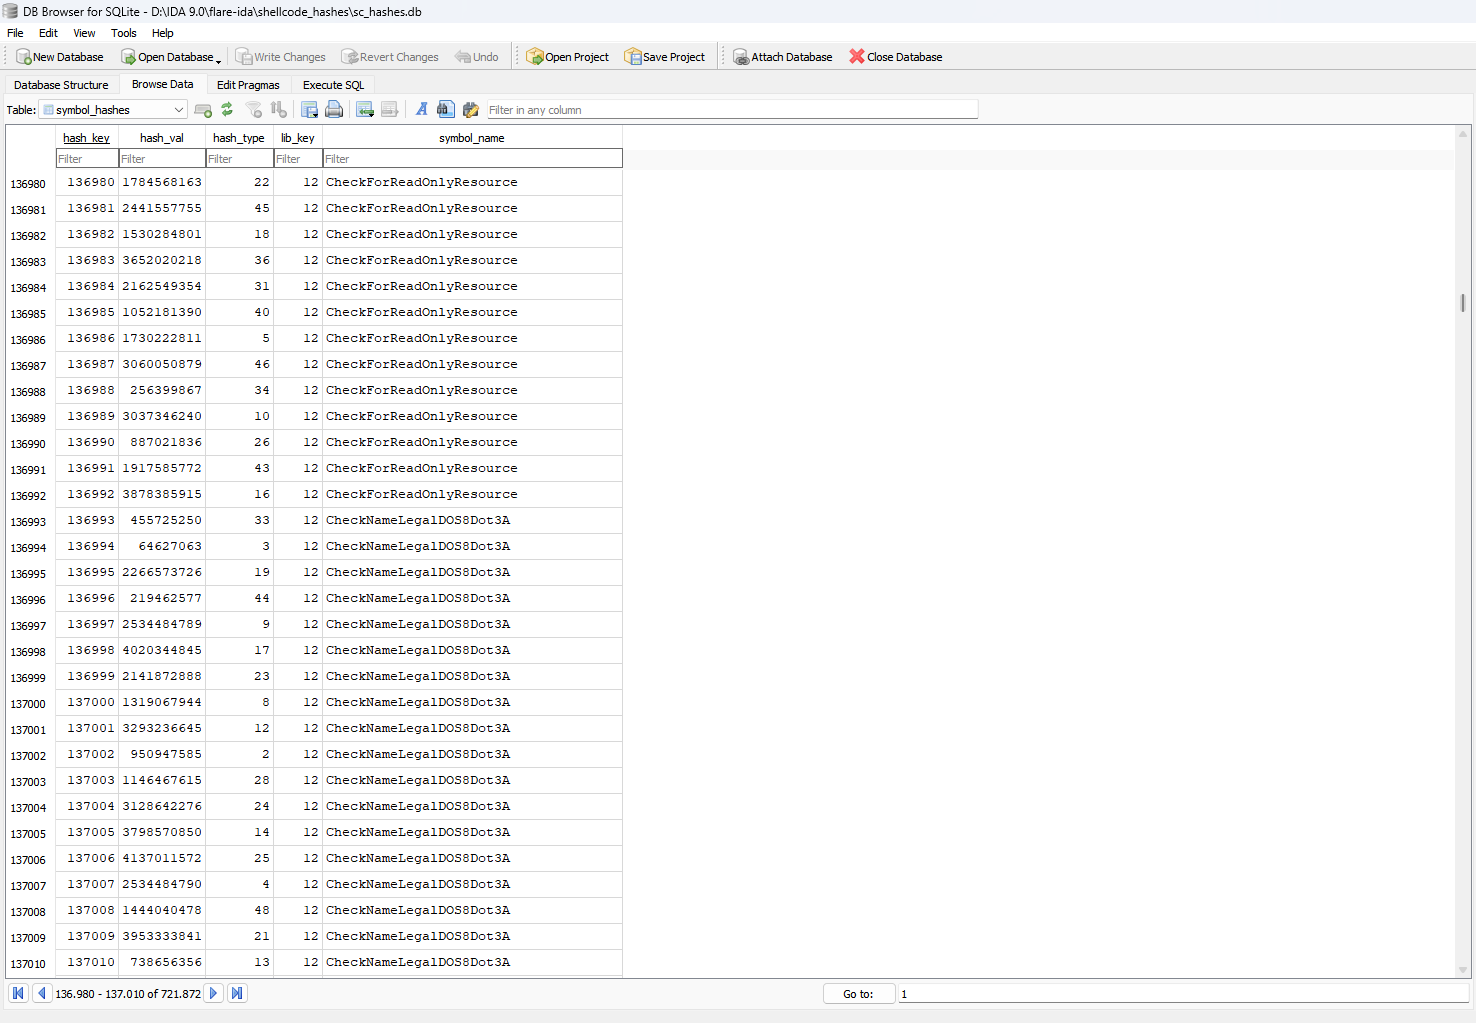 DB Browser for SQLite - D:\IDA 9.0\flare-ida\shellcode_hashes\sc_hashes.db
File Edit View Tools Help
New Database Open Database Write Changes Revert Changes Undo Open Project Save Project Attach Database Close Database
Database Structure Browse Data Edit Pragmas Execute SQL
Table: symbol_hashes Filter in any column
hash_key hash_val hash_type lib_key symbol_name
Filter Filter Filter Filter Filter
136980 136980 1784568163 22 12 CheckForReadOnlyResource
136981 136981 2441557755 45 12 CheckForReadOnlyResource
136982 136982 1530284801 18 12 CheckForReadOnlyResource
136983 136983 3652020218 36 12 CheckForReadOnlyResource
136984 136984 2162549354 31 12 CheckForReadOnlyResource
136985 136985 1052181390 40 12 CheckForReadOnlyResource
136986 136986 1730222811 5 12 CheckForReadOnlyResource
136987 136987 3060050879 46 12 CheckForReadOnlyResource
136988 136988 256399867 34 12 CheckForReadOnlyResource
136989 136989 3037346240 10 12 CheckForReadOnlyResource
136990 136990 887021836 26 12 CheckForReadOnlyResource
136991 136991 1917585772 43 12 CheckForReadOnlyResource
136992 136992 3878385915 16 12 CheckForReadOnlyResource
136993 136993 455725250 33 12 CheckNameLegalDOS8Dot3A
136994 136994 64627063 3 12 CheckNameLegalDOS8Dot3A
136995 136995 2266573726 19 12 CheckNameLegalDOS8Dot3A
136996 136996 219462577 44 12 CheckNameLegalDOS8Dot3A
136997 136997 2534484789 9 12 CheckNameLegalDOS8Dot3A
136998 136998 4020344845 17 12 CheckNameLegalDOS8Dot3A
136999 136999 2141872888 23 12 CheckNameLegalDOS8Dot3A
137000 137000 1319067944 8 12 CheckNameLegalDOS8Dot3A
137001 137001 3293236645 12 12 CheckNameLegalDOS8Dot3A
137002 137002 950947585 2 12 CheckNameLegalDOS8Dot3A
137003 137003 1146467615 28 12 CheckNameLegalDOS8Dot3A
137004 137004 3128642276 24 12 CheckNameLegalDOS8Dot3A
137005 137005 3798570850 14 12 CheckNameLegalDOS8Dot3A
137006 137006 4137011572 25 12 CheckNameLegalDOS8Dot3A
137007 137007 2534484790 4 12 CheckNameLegalDOS8Dot3A
137008 137008 1444040478 48 12 CheckNameLegalDOS8Dot3A
137009 137009 3953333841 21 12 CheckNameLegalDOS8Dot3A
137010 137010 738656356 13 12 CheckNameLegalDOS8Dot3A
136.980 - 137.010 of 721.872 Go to: 1